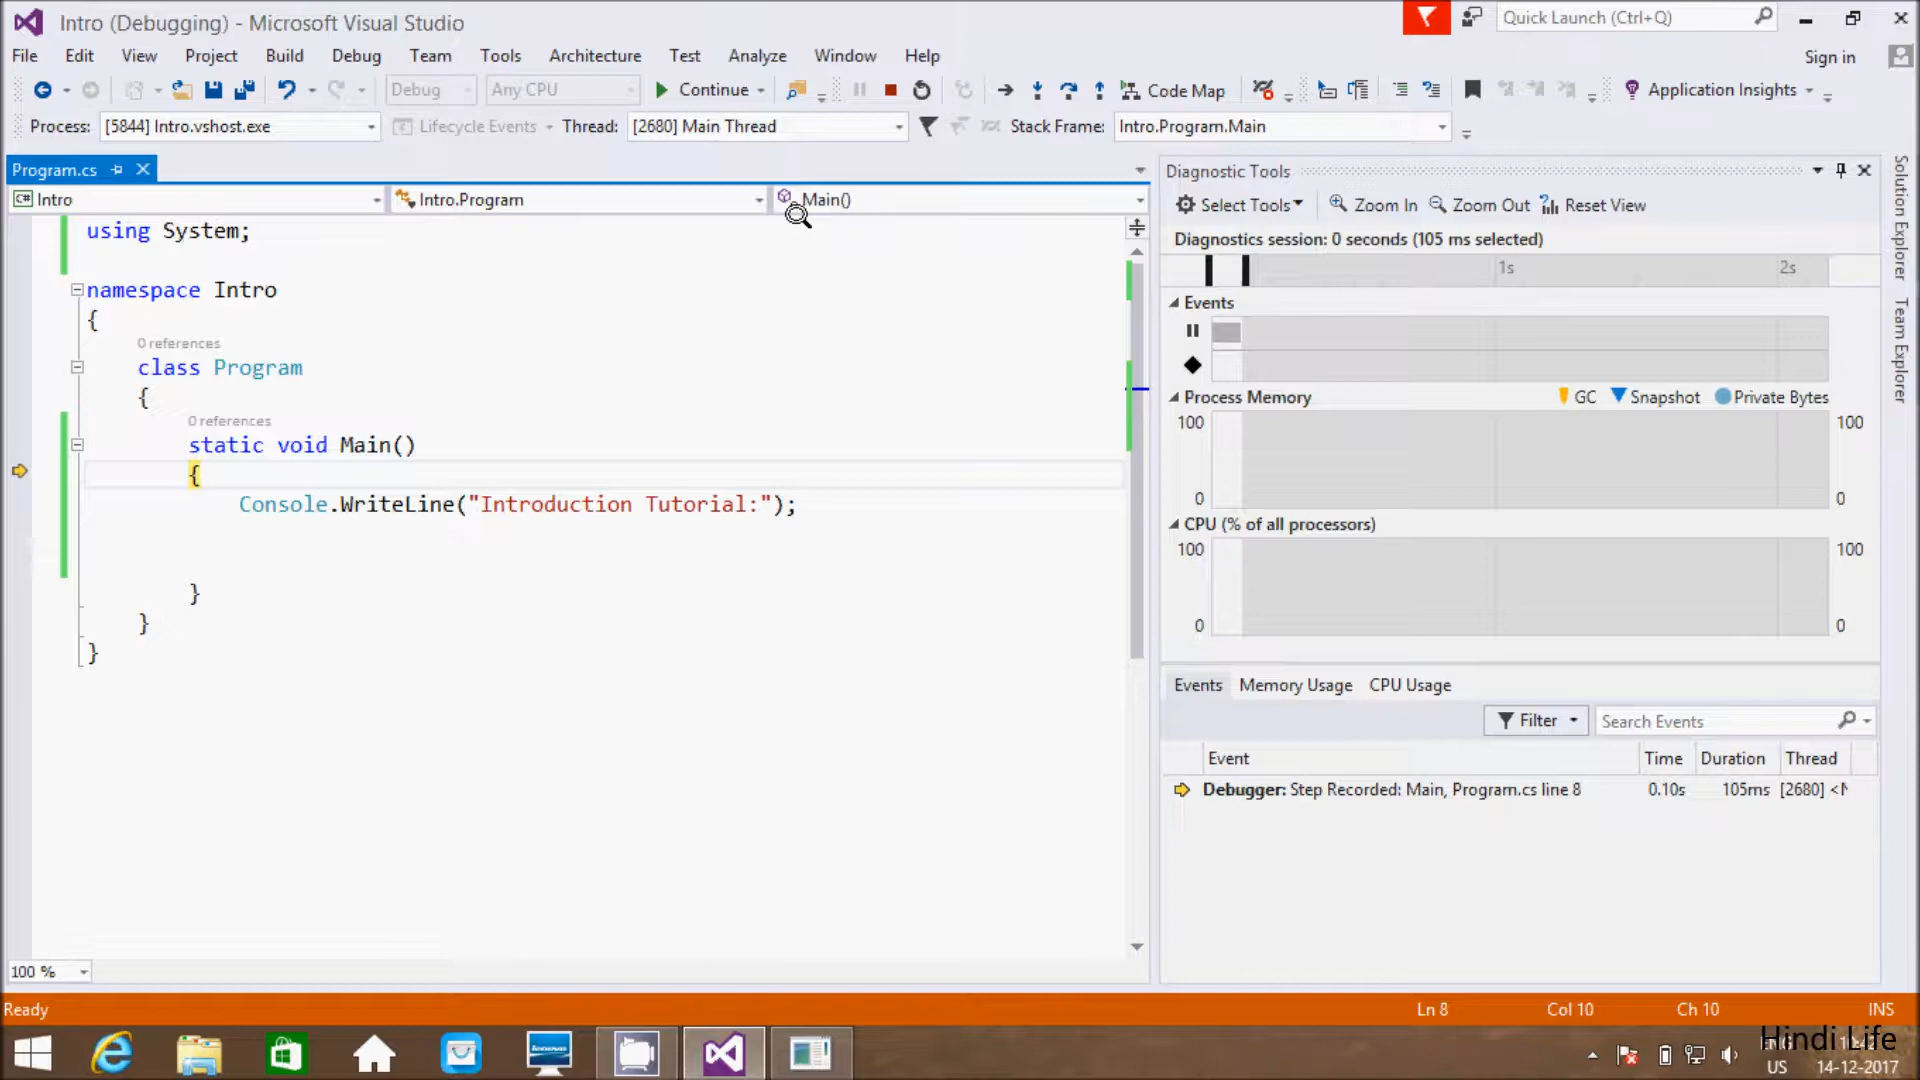 Intro (Debugging) - Microsoft Visual Studio
Quick Launch (Ctrl+Q)
File Edit View Project Build Debug Team Tools Architecture Test Analyze Window Help
Sign in
Debug Any CPU Continue Code Map Application Insights
Process: [5844] Intro.vshost.exe Lifecycle Events Thread: [2680] Main Thread Stack Frame: Intro.Program.Main
Program.cs
Intro Intro.Program Main()
using System;
namespace Intro
{
0 references
class Program
{
0 references
static void Main()
{
Console.WriteLine("Introduction Tutorial:");
}
}
}
100 %
Diagnostic Tools
Select Tools Zoom In Zoom Out Reset View
Diagnostics session: 0 seconds (105 ms selected)
1s 2s
Events
Process Memory GC Snapshot Private Bytes
100 100
0 0
CPU (% of all processors)
100 100
0 0
Events Memory Usage CPU Usage
Filter Search Events
Event Time Duration Thread
Debugger: Step Recorded: Main, Program.cs line 8 0.10s 105ms [2680]
Solution Explorer
Team Explorer
Ready Ln 8 Col 10 Ch 10 INS
Hindi Life
US 14-12-2017